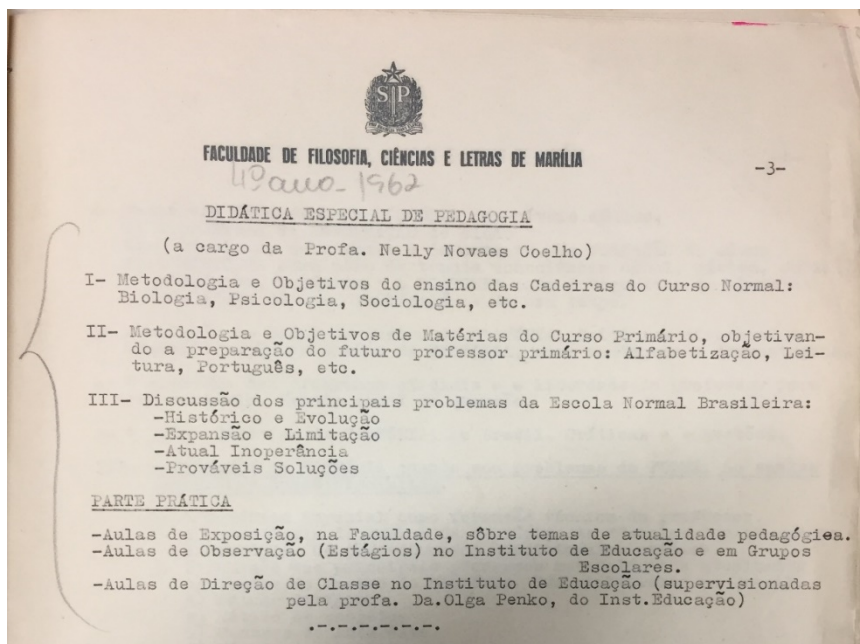 SP
FACULDADE DE FILOSOFIA, CIÊNCIAS E LETRAS DE MARÍLIA
-3-
4º ano - 1962
DIDÁTICA ESPECIAL DE PEDAGOGIA
(a cargo da Profa. Nelly Novaes Coelho)
I- Metodologia e Objetivos do ensino das Cadeiras do Curso Normal:
Biologia, Psicologia, Sociologia, etc.
II- Metodologia e Objetivos de Matérias do Curso Primário, objetivan-
do a preparação do futuro professor primário: Alfabetização, Lei-
tura, Português, etc.
III- Discussão dos principais problemas da Escola Normal Brasileira:
-Histórico e Evolução
-Expansão e Limitação
-Atual Inoperância
-Prováveis Soluções
PARTE PRÁTICA
-Aulas de Exposição, na Faculdade, sôbre temas de atualidade pedagógica.
-Aulas de Observação (Estágios) no Instituto de Educação e em Grupos
Escolares.
-Aulas de Direção de Classe no Instituto de Educação (supervisionadas
pela profa. Da.Olga Penko, do Inst.Educação)
.-.-.-.-.-.-.